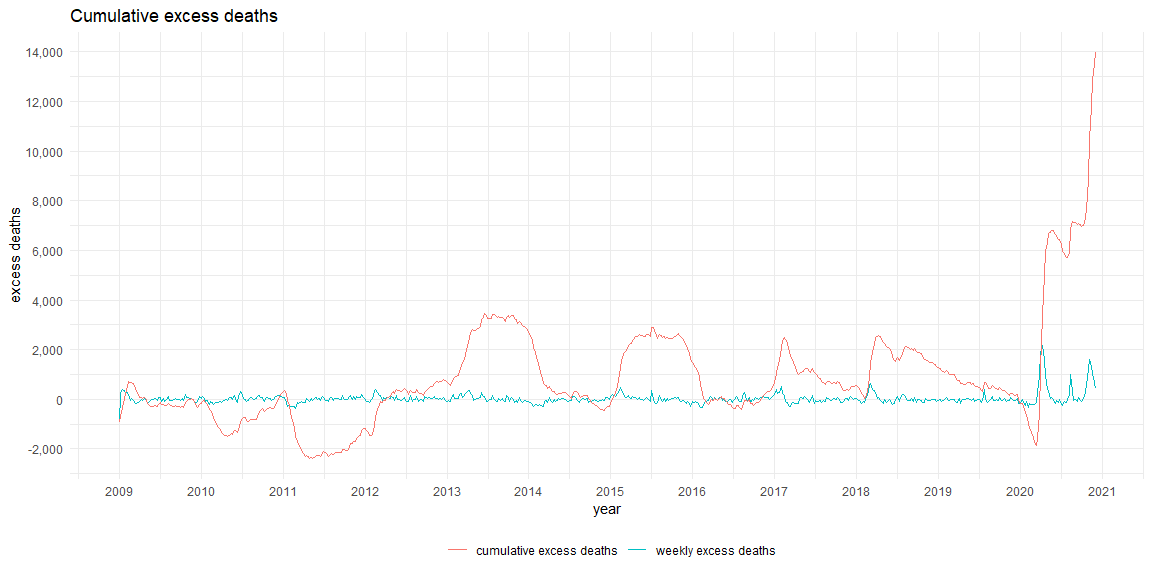 Cumulative excess deaths
14,000
12,000
10,000
8,000
6,000
4,000
2,000
0
-2,000
excess deaths
2009 2010 2011 2012 2013 2014 2015 2016 2017 2018 2019 2020 2021
year
cumulative excess deaths weekly excess deaths